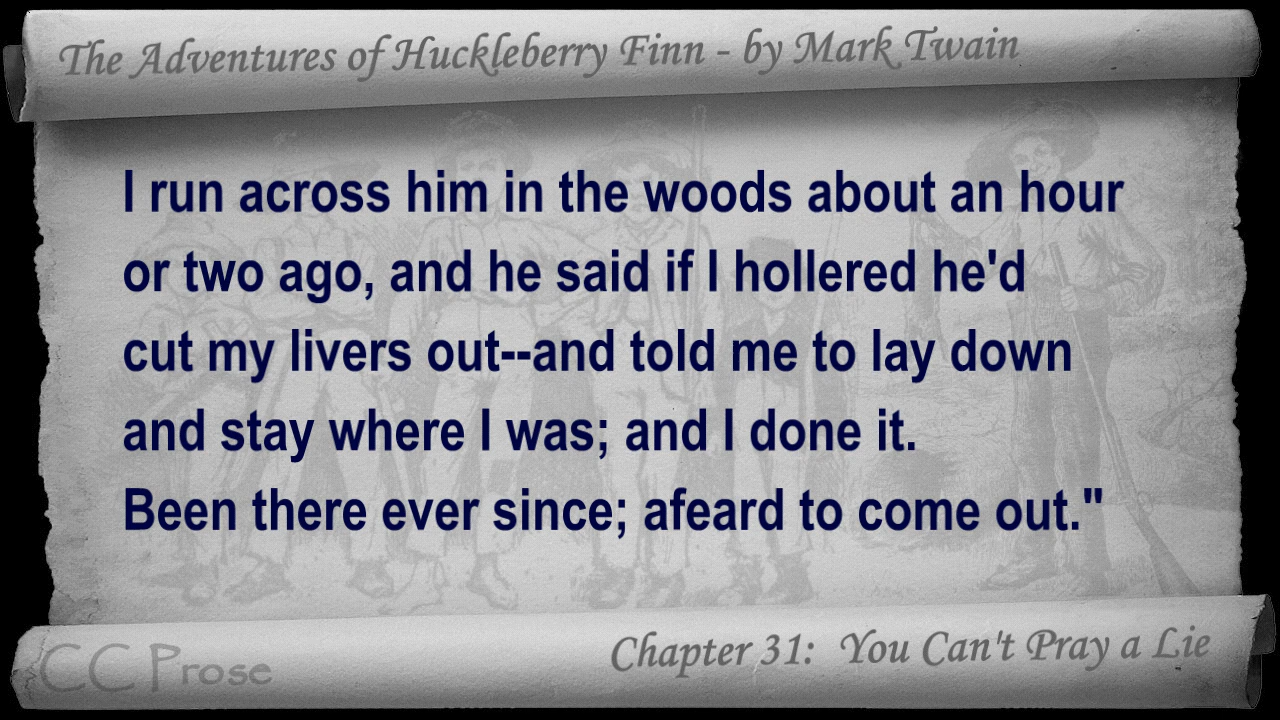 The Adventures of Huckleberry Finn - by Mark Twain
I run across him in the woods about an hour
or two ago, and he said if I hollered he'd
cut my livers out--and told me to lay down
and stay where I was; and I done it.
Been there ever since; afeard to come out."
CC Prose
Chapter 31: You Can't Pray a Lie